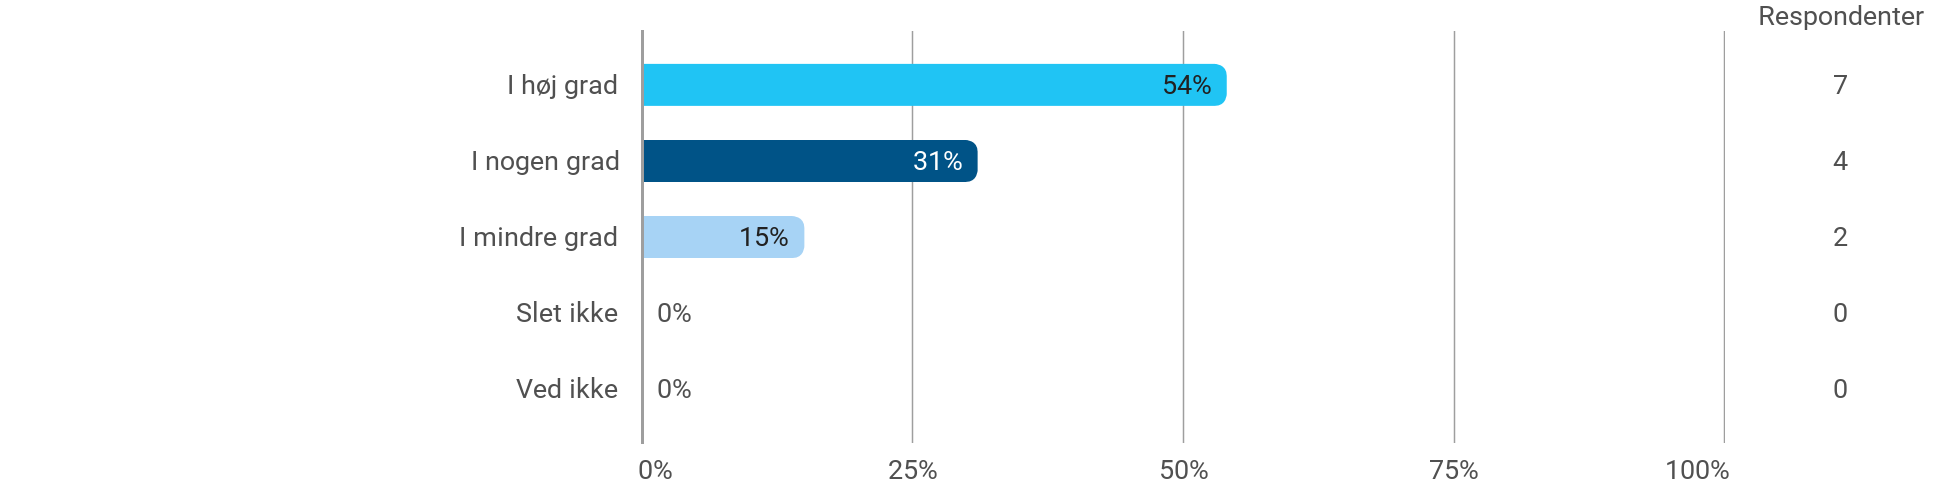 Respondenter
I høj grad 54% 7
I nogen grad 31% 4
I mindre grad 15% 2
Slet ikke 0% 0
Ved ikke 0% 0
0% 25% 50% 75% 100%